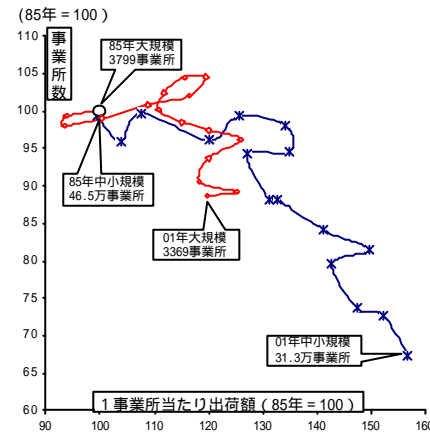 (85年=100)
事業所数
110
105
100
95
90
85
80
75
70
65
60
85年大規模
3799事業所
85年中小規模
46.5万事業所
01年大規模
3369事業所
01年中小規模
31.3万事業所
1事業所当たり出荷額(85年=100)
90 100 110 120 130 140 150 160